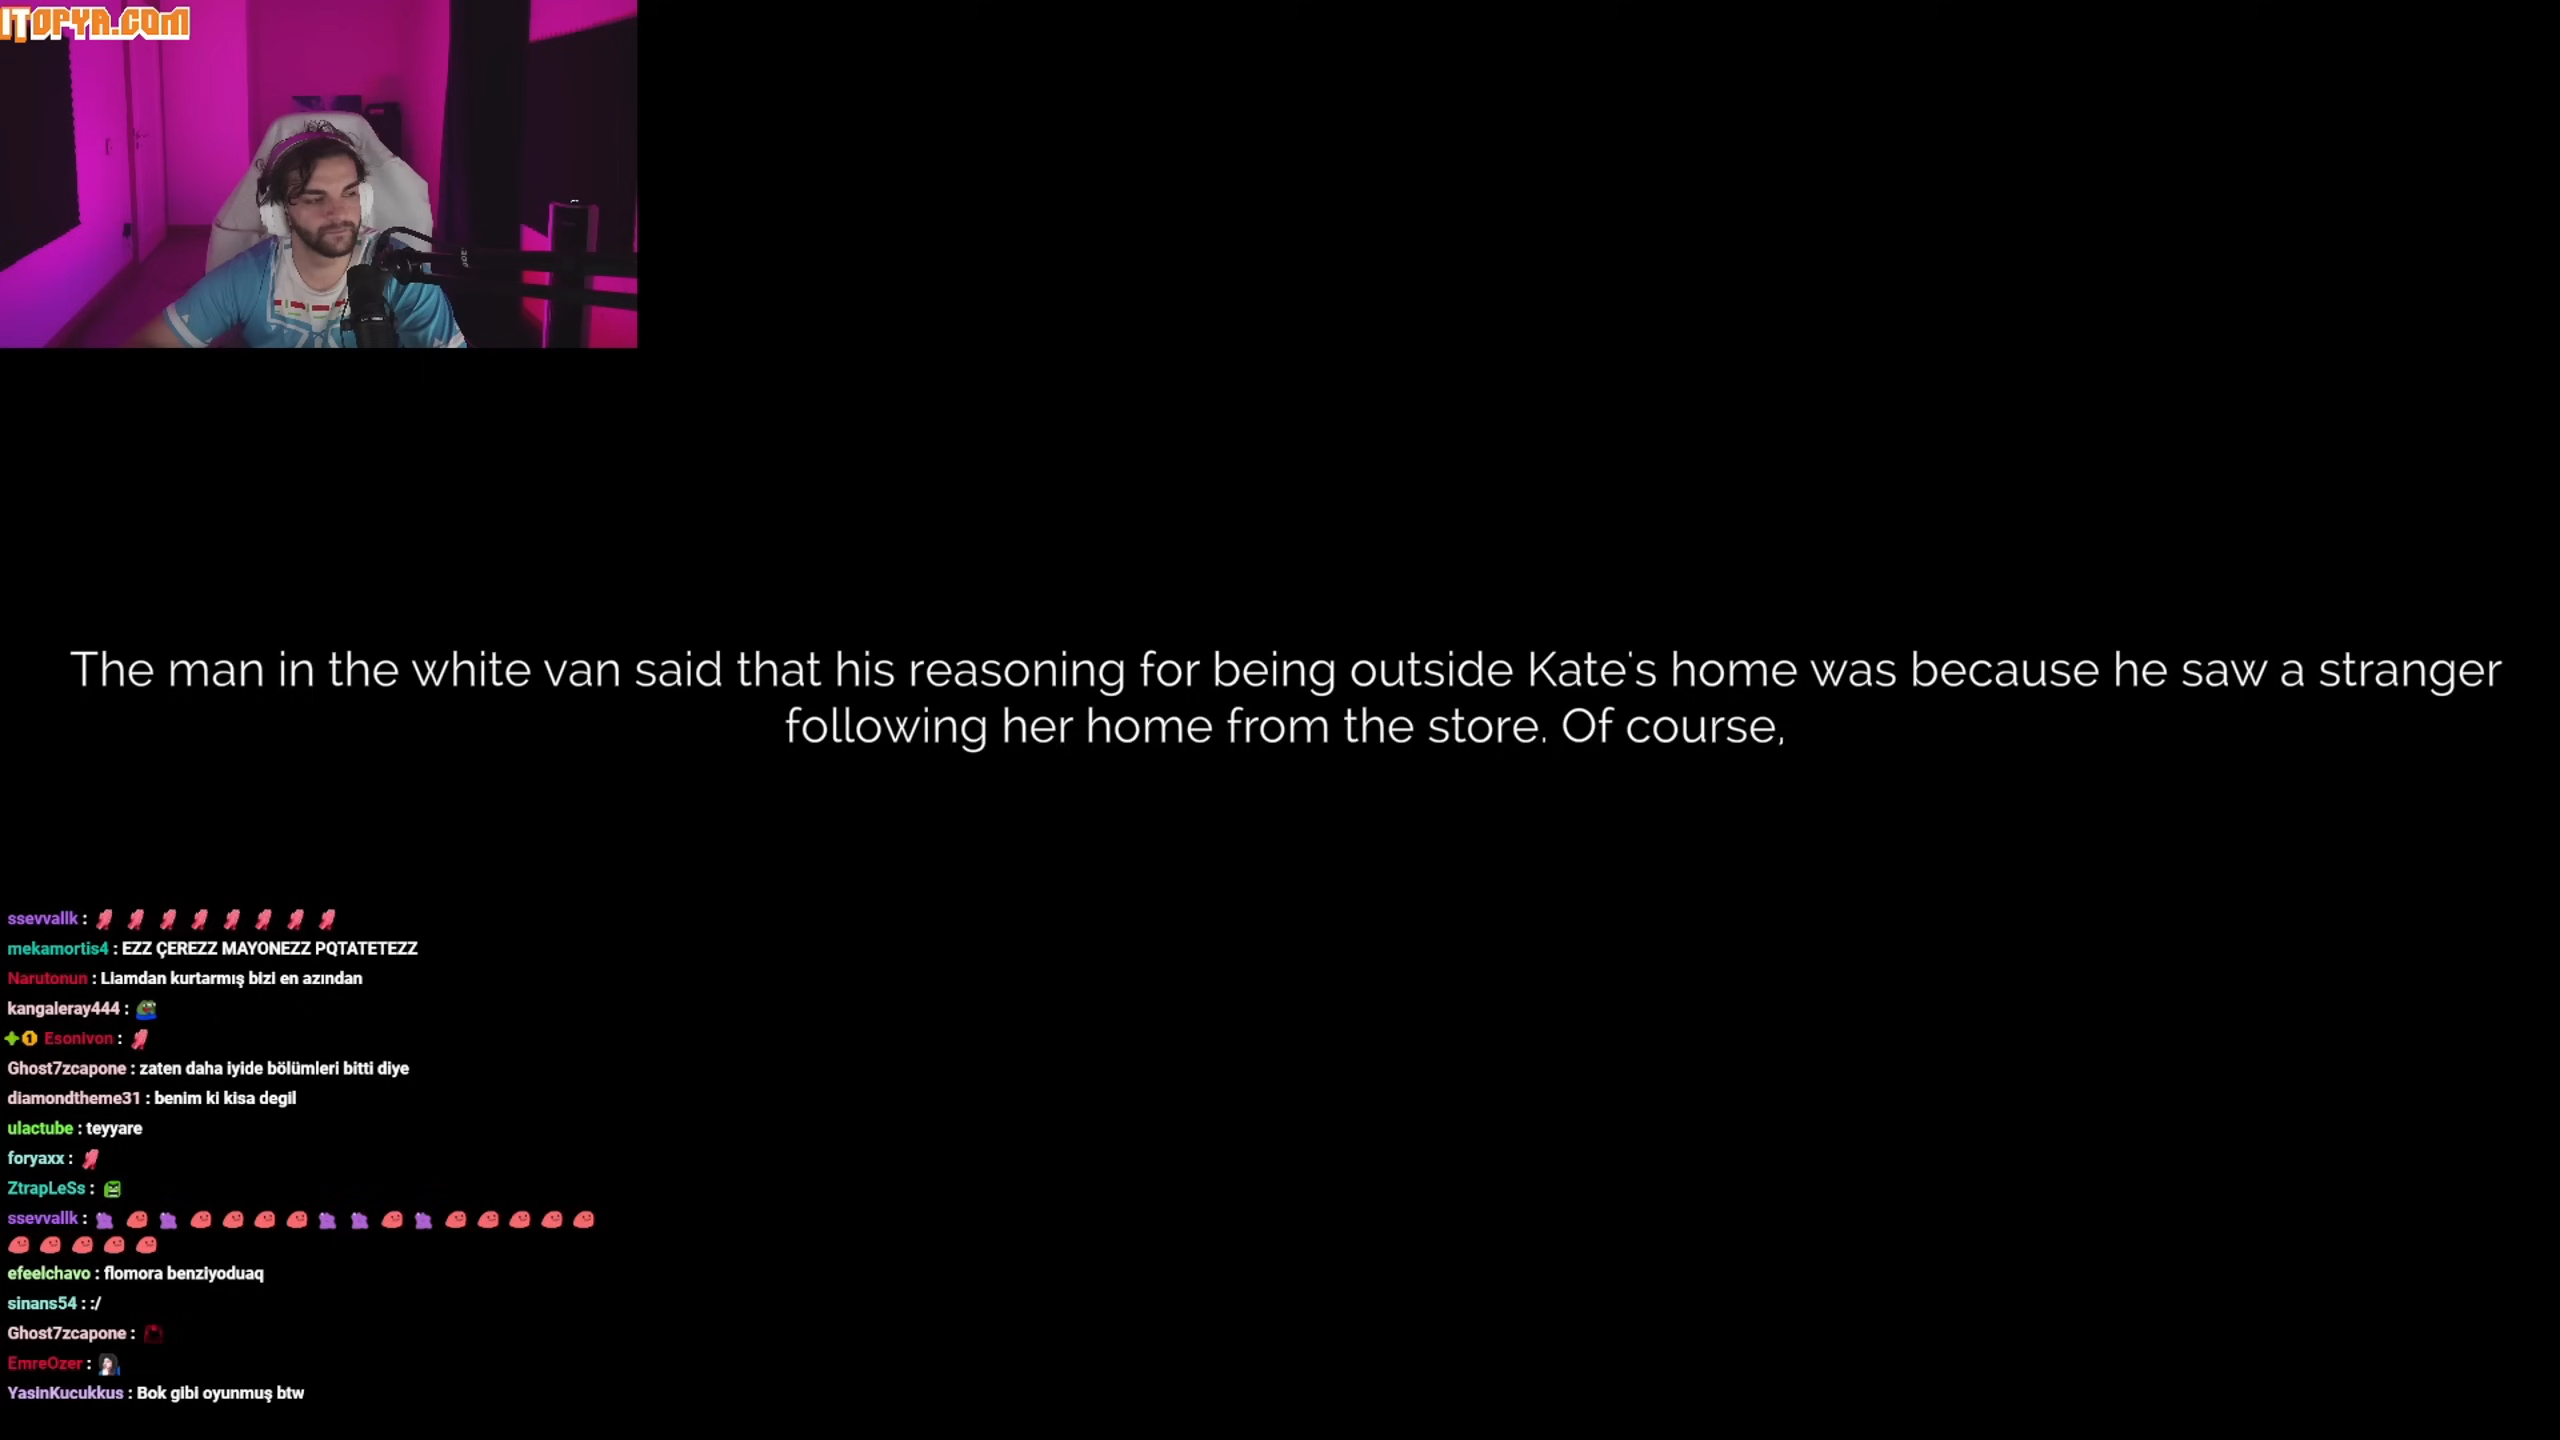 ITOPYA.COM
The man in the white van said that his reasoning for being outside Kate's home was because he saw a stranger
following her home from the store. Of course,
ssevvallk :
mekamortis4 : EZZ ÇEREZZ MAYONEZZ PQTATETEZZ
Narutonun : Liamdan kurtarmış bizi en azından
kangaleray444 :
1 Esonivon :
Ghost7zcapone : zaten daha iyide bölümleri bitti diye
diamondtheme31 : benim ki kisa degil
ulactube : teyyare
foryaxx :
ZtrapLeSs :
ssevvallk :
efeelchavo : flomora benziyoduaq
sinans54 : :/
Ghost7zcapone :
EmreOzer :
YasinKucukkus : Bok gibi oyunmuş btw